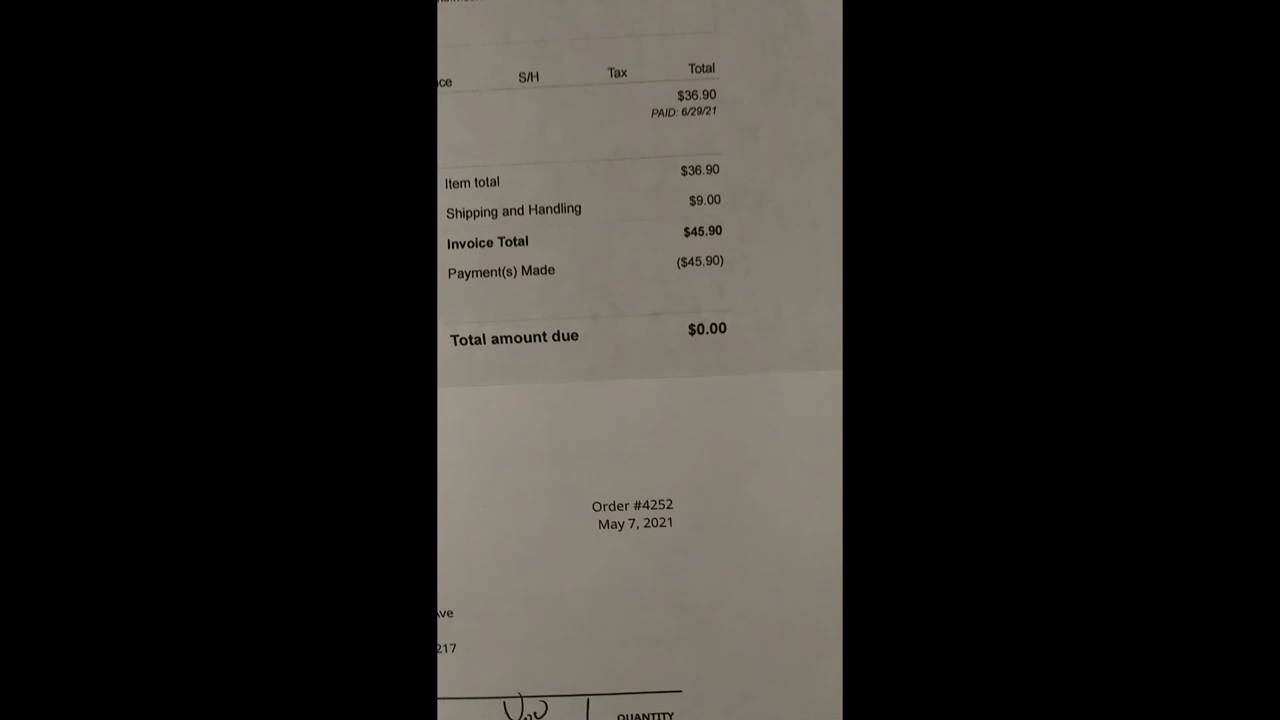 ce S/H Tax Total
$36.90
PAID: 6/29/21
Item total $36.90
Shipping and Handling $9.00
Invoice Total $45.90
Payment(s) Made ($45.90)
Total amount due $0.00
Order #4252
May 7, 2021
ve
217
QUANTITY